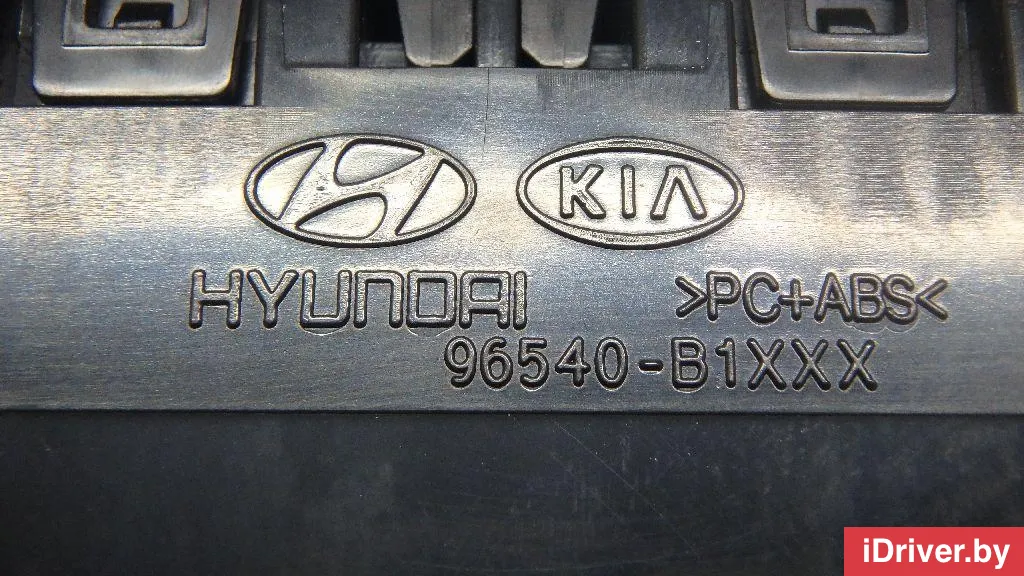 KIA
HYUNDAI >PC+ABS<
96540-B1XXX
iDriver.by